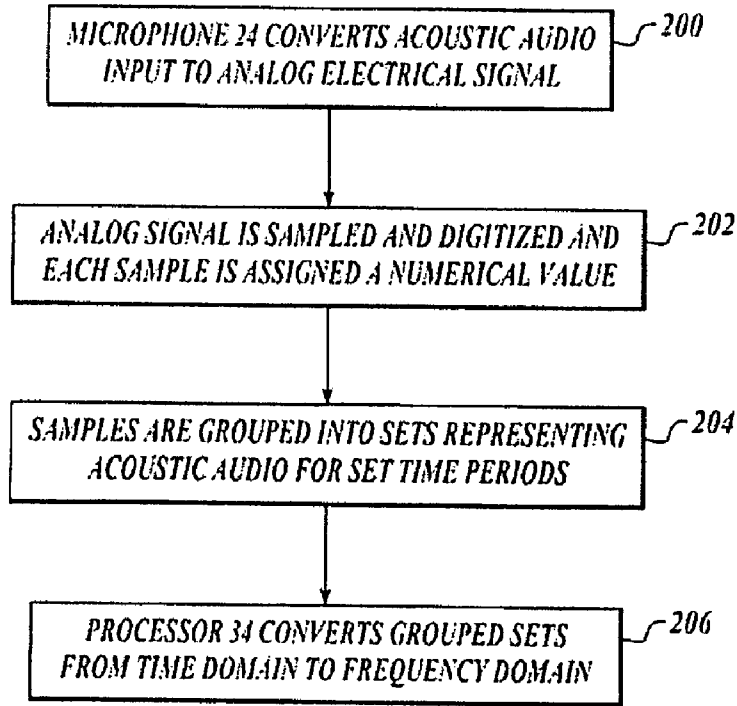 MICROPHONE 24 CONVERTS ACOUSTIC AUDIO
INPUT TO ANALOG ELECTRICAL SIGNAL
200
ANALOG SIGNAL IS SAMPLED AND DIGITIZED AND
EACH SAMPLE IS ASSIGNED A NUMERICAL VALUE
202
SAMPLES ARE GROUPED INTO SETS REPRESENTING
ACOUSTIC AUDIO FOR SET TIME PERIODS
204
PROCESSOR 34 CONVERTS GROUPED SETS
FROM TIME DOMAIN TO FREQUENCY DOMAIN
206